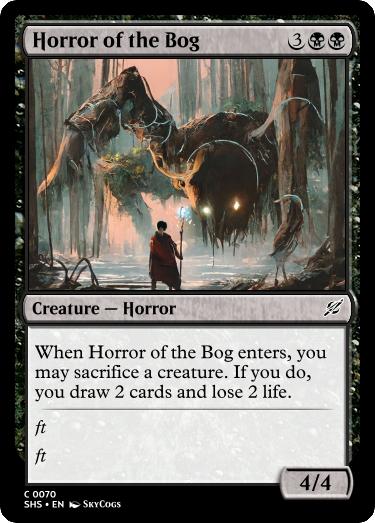 Horror of the Bog 3
Creature — Horror
When Horror of the Bog enters, you
may sacrifice a creature. If you do,
you draw 2 cards and lose 2 life.
ft
ft
4/4
C 0070
SHS • EN SkyCogs